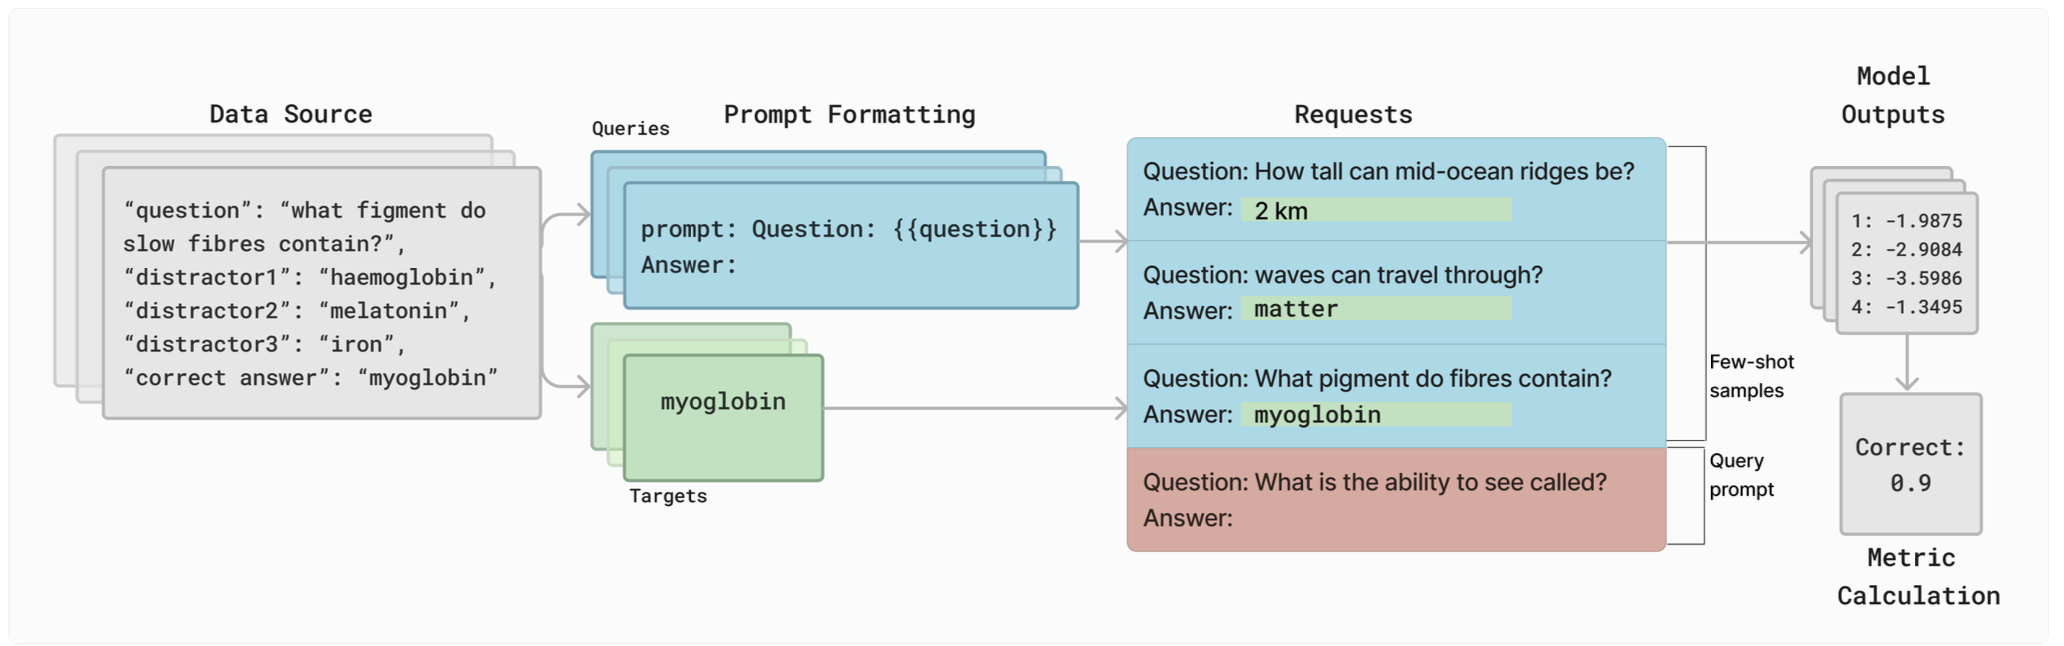 Data Source
“question”: “what figment do
slow fibres contain?”,
“distractor1”: “haemoglobin”,
“distractor2”: “melatonin”,
“distractor3”: “iron”,
“correct answer”: “myoglobin”
Prompt Formatting
Queries
prompt: Question: {{question}}
Answer:
myoglobin
Targets
Requests
Question: How tall can mid-ocean ridges be?
Answer: 2 km
Question: waves can travel through?
Answer: matter
Question: What pigment do fibres contain?
Answer: myoglobin
Question: What is the ability to see called?
Answer:
Few-shot
samples
Query
prompt
Model
Outputs
1: -1.9875
2: -2.9084
3: -3.5986
4: -1.3495
Correct:
0.9
Metric
Calculation